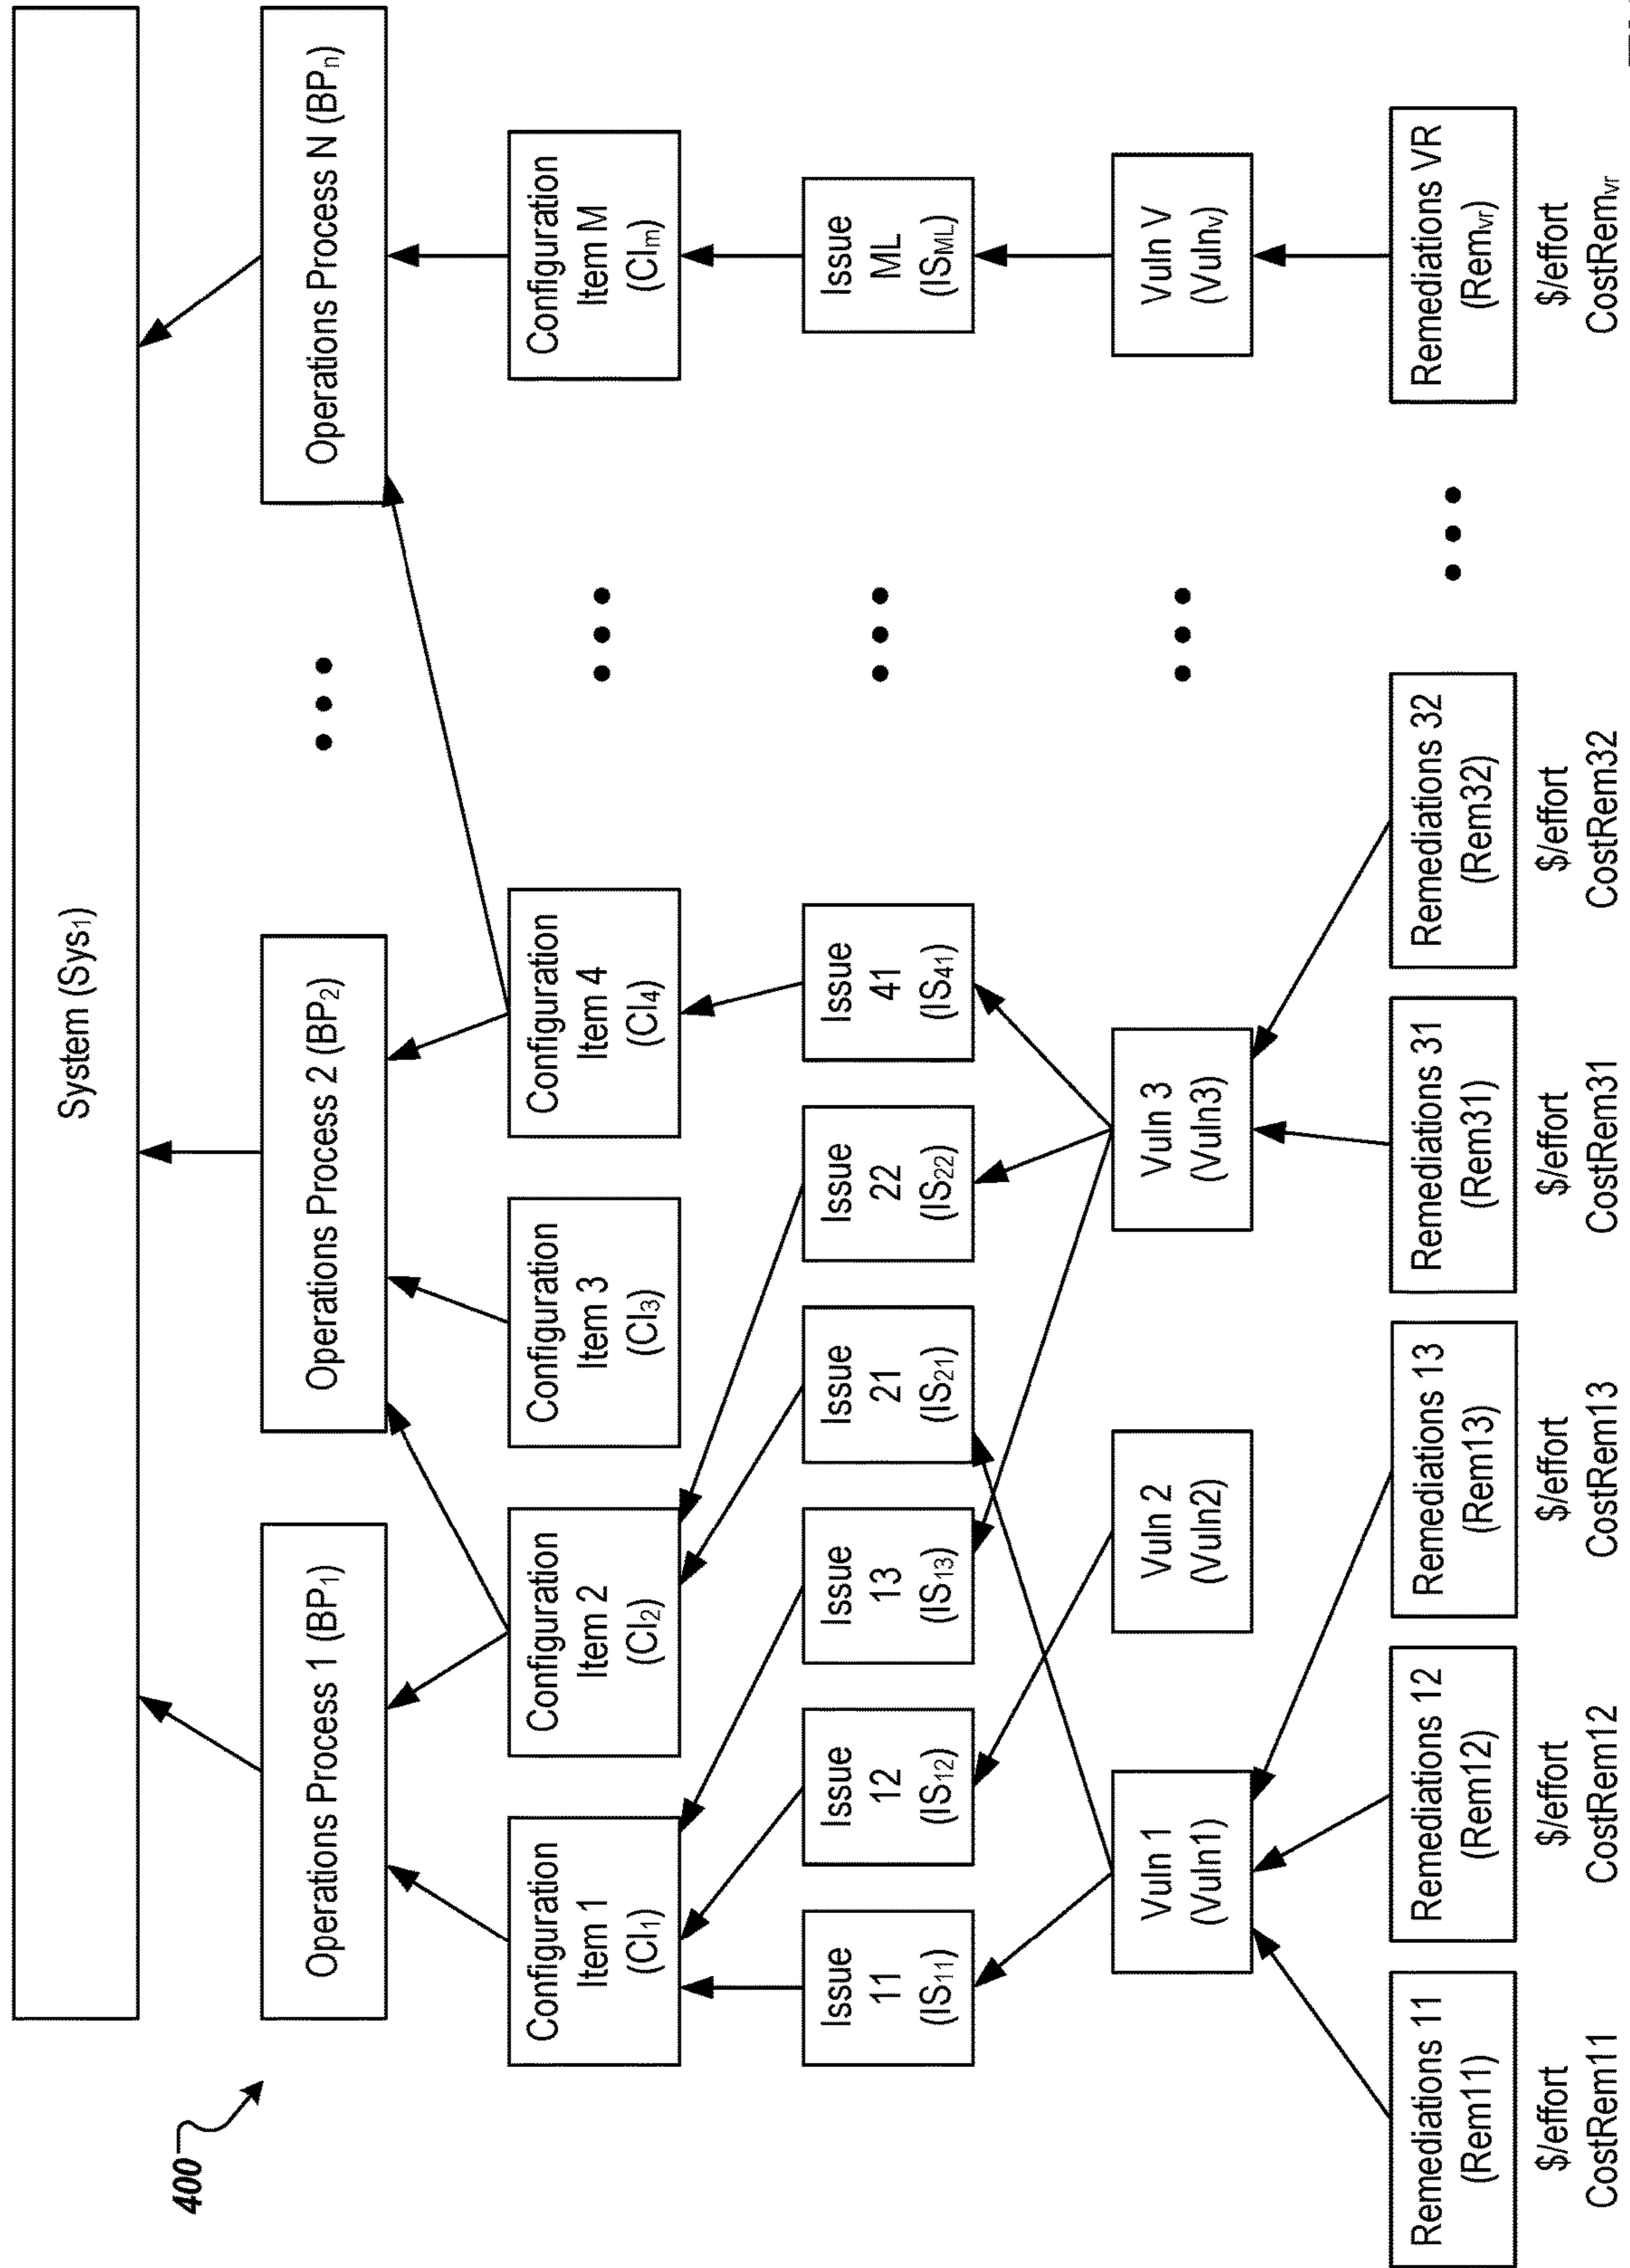 400
System (Sys1)
Operations Process 1 (BP1)
Operations Process 2 (BP2)
Operations Process N (BPn)
Configuration
Item 1
(CI1)
Configuration
Item 2
(CI2)
Configuration
Item 3
(CI3)
Configuration
Item 4
(CI4)
Configuration
Item M
(CIm)
Issue
11
(IS11)
Issue
12
(IS12)
Issue
13
(IS13)
Issue
21
(IS21)
Issue
22
(IS22)
Issue
41
(IS41)
Issue
ML
(ISML)
Vuln 1
(Vuln1)
Vuln 2
(Vuln2)
Vuln 3
(Vuln3)
Vuln V
(Vulnv)
Remediations 11
(Rem11)
Remediations 12
(Rem12)
Remediations 13
(Rem13)
Remediations 31
(Rem31)
Remediations 32
(Rem32)
Remediations VR
(Remvr)
$/effort
CostRem11
$/effort
CostRem12
$/effort
CostRem13
$/effort
CostRem31
$/effort
CostRem32
$/effort
CostRemvr